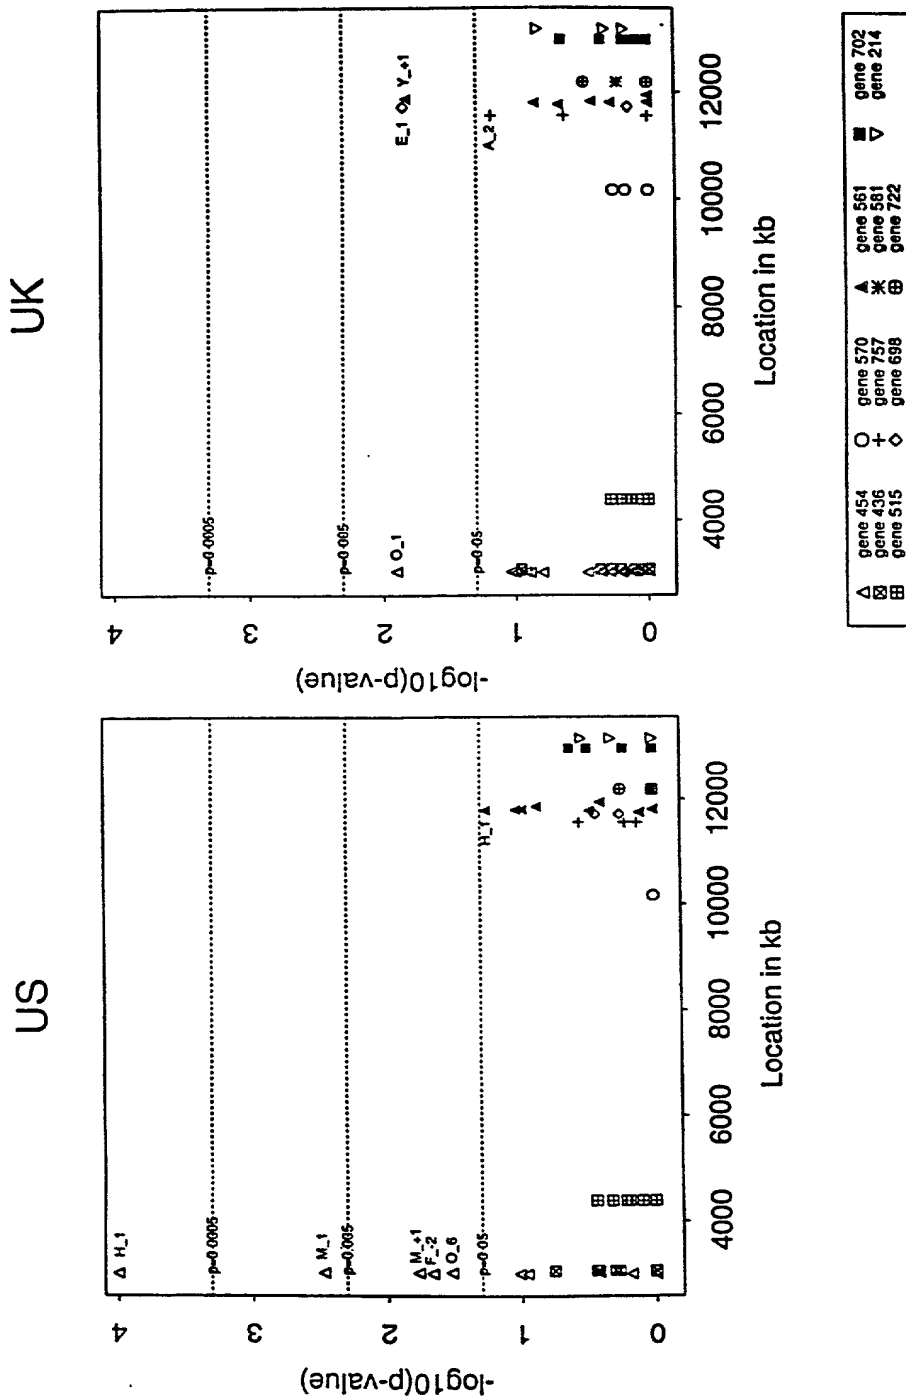 US
-log10(p-value)
4
3
2
1
0
H_1
p=0.0005
M_1
p=0.005
M_+1
F_-2
O_6
p=0.05
H_1
4000
6000
8000
10000
12000
Location in kb
UK
-log10(p-value)
4
3
2
1
0
p=0.0005
p=0.005
O_1
E_1
Y_+1
p=0.05
A_2
4000
6000
8000
10000
12000
Location in kb
gene 454
gene 436
gene 515
gene 570
gene 757
gene 698
gene 561
gene 581
gene 722
gene 702
gene 214